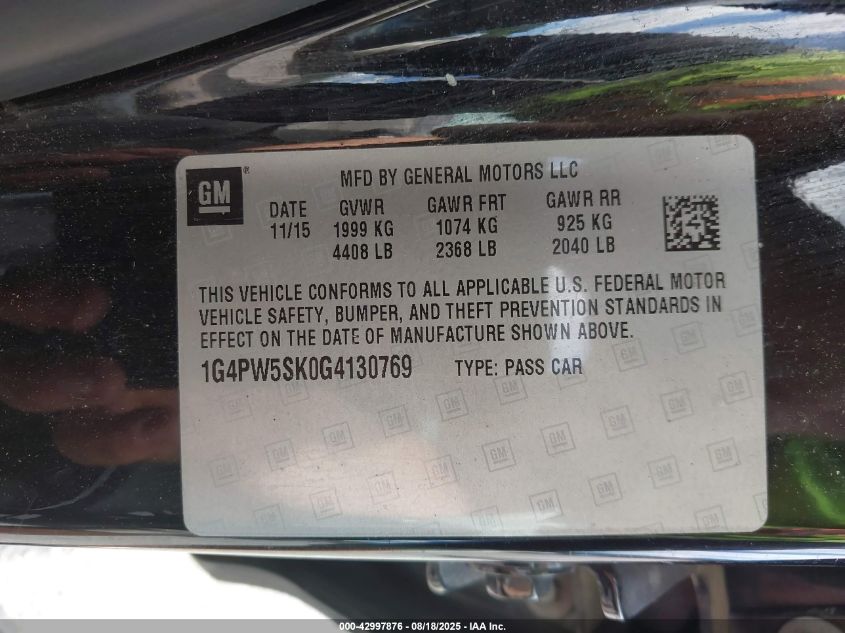 GM ®
MFD BY GENERAL MOTORS LLC
DATE GVWR GAWR FRT GAWR RR
11/15 1999 KG 1074 KG 925 KG
4408 LB 2368 LB 2040 LB
THIS VEHICLE CONFORMS TO ALL APPLICABLE U.S. FEDERAL MOTOR
VEHICLE SAFETY, BUMPER, AND THEFT PREVENTION STANDARDS IN
EFFECT ON THE DATE OF MANUFACTURE SHOWN ABOVE.
1G4PW5SK0G4130769 TYPE: PASS CAR
000-42997876 | 08/18/2025 - IAA Inc.